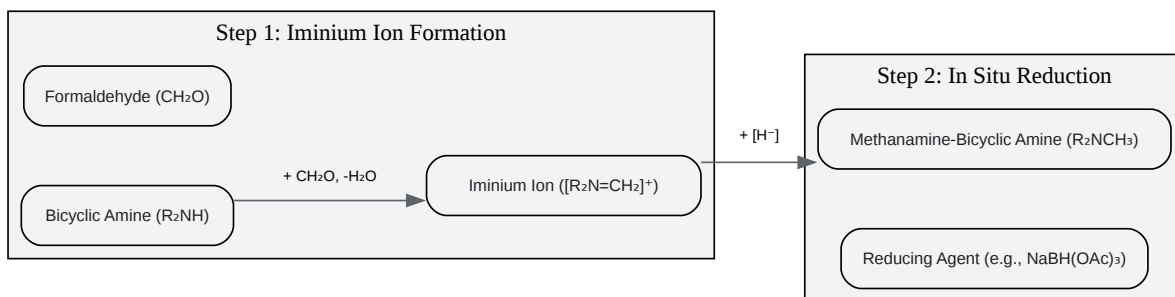 Step 1: Iminium Ion Formation
Formaldehyde (CH₂O)
Bicyclic Amine (R₂NH)
+ CH₂O, -H₂O
Iminium Ion ([R₂N=CH₂]⁺)
+ [H⁻]
Step 2: In Situ Reduction
Methanamine-Bicyclic Amine (R₂NCH₃)
Reducing Agent (e.g., NaBH(OAc)₃)